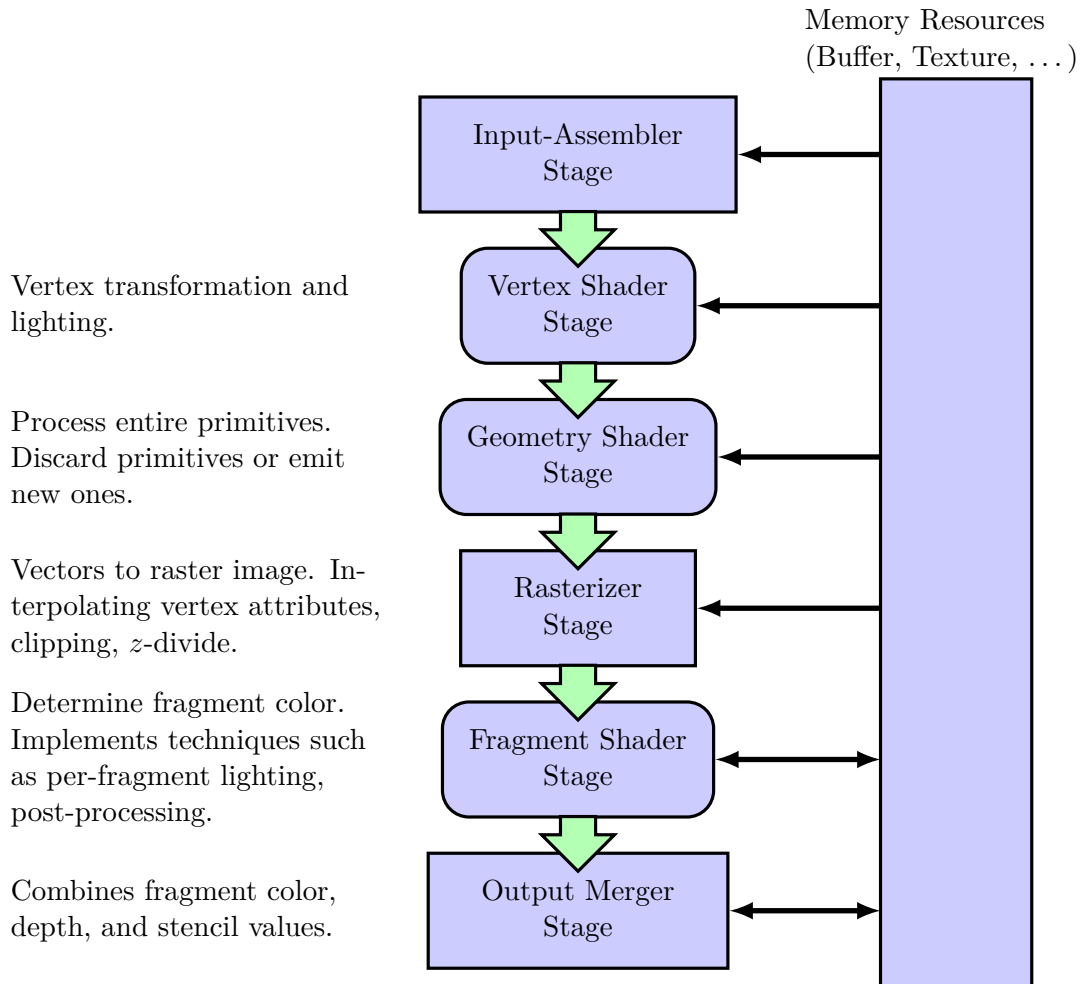 Memory Resources
(Buffer, Texture, . . . )
Input-Assembler
Stage
Vertex transformation and
lighting.
Vertex Shader
Stage
Process entire primitives.
Discard primitives or emit
new ones.
Geometry Shader
Stage
Vectors to raster image. In-
terpolating vertex attributes,
clipping, z-divide.
Rasterizer
Stage
Determine fragment color.
Implements techniques such
as per-fragment lighting,
post-processing.
Fragment Shader
Stage
Combines fragment color,
depth, and stencil values.
Output Merger
Stage